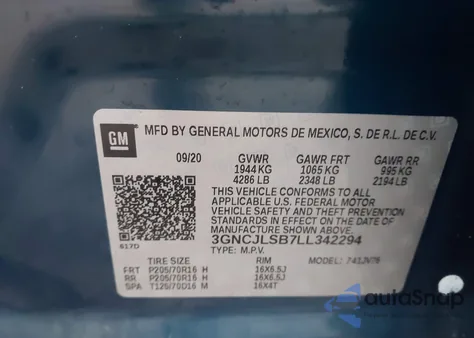 GM
MFD BY GENERAL MOTORS DE MEXICO, S. DE R.L. DE C.V.
09/20 GVWR GAWR FRT GAWR RR
1944 KG 1065 KG 995 KG
4286 LB 2348 LB 2194 LB
THIS VEHICLE CONFORMS TO ALL
APPLICABLE U.S. FEDERAL MOTOR
VEHICLE SAFETY AND THEFT PREVENTION
STANDARDS IN EFFECT ON THE DATE OF
MANUFACTURE SHOWN ABOVE.
3GNCJLSB7LL342294
TYPE: M.P.V. MODEL: 741JV76
817D
TIRE SIZE RIM
FRT P205/70R16 H 16X6.5J
RR P205/70R16 H 16X6.5J
SPA T125/70D16 M 16X4T
autoSnap